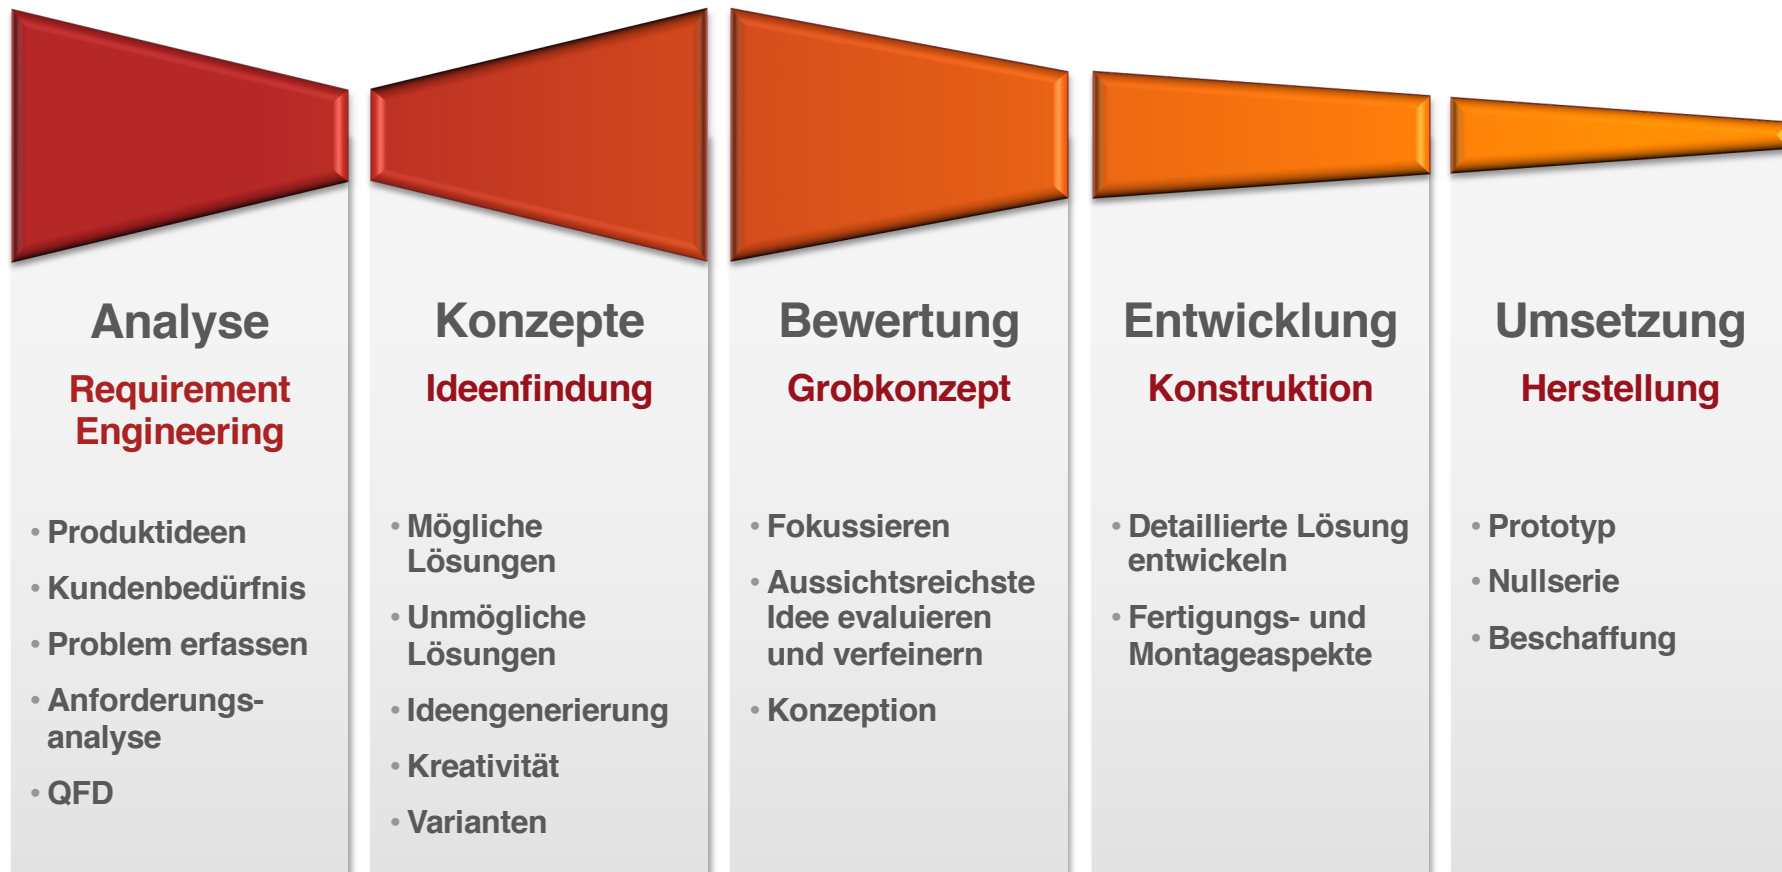 Analyse
Requirement
Engineering
• Produktideen
• Kundenbedürfnis
• Problem erfassen
• Anforderungs-
analyse
• QFD
Konzepte
Ideenfindung
• Mögliche
Lösungen
• Unmögliche
Lösungen
• Ideengenerierung
• Kreativität
• Varianten
Bewertung
Grobkonzept
• Fokussieren
• Aussichtsreichste
Idee evaluieren
und verfeinern
• Konzeption
Entwicklung
Konstruktion
• Detaillierte Lösung
entwickeln
• Fertigungs- und
Montageaspekte
Umsetzung
Herstellung
• Prototyp
• Nullserie
• Beschaffung